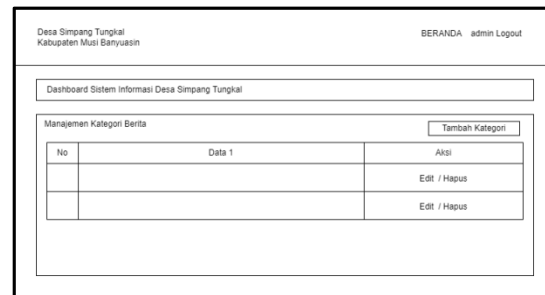 Desa Simpang Tungkal
Kabupaten Musi Banyuasin
BERANDA admin Logout
Dashboard Sistem Informasi Desa Simpang Tungkal
Manajemen Kategori Berita
Tambah Kategori
No Data 1 Aksi
Edit / Hapus
Edit / Hapus